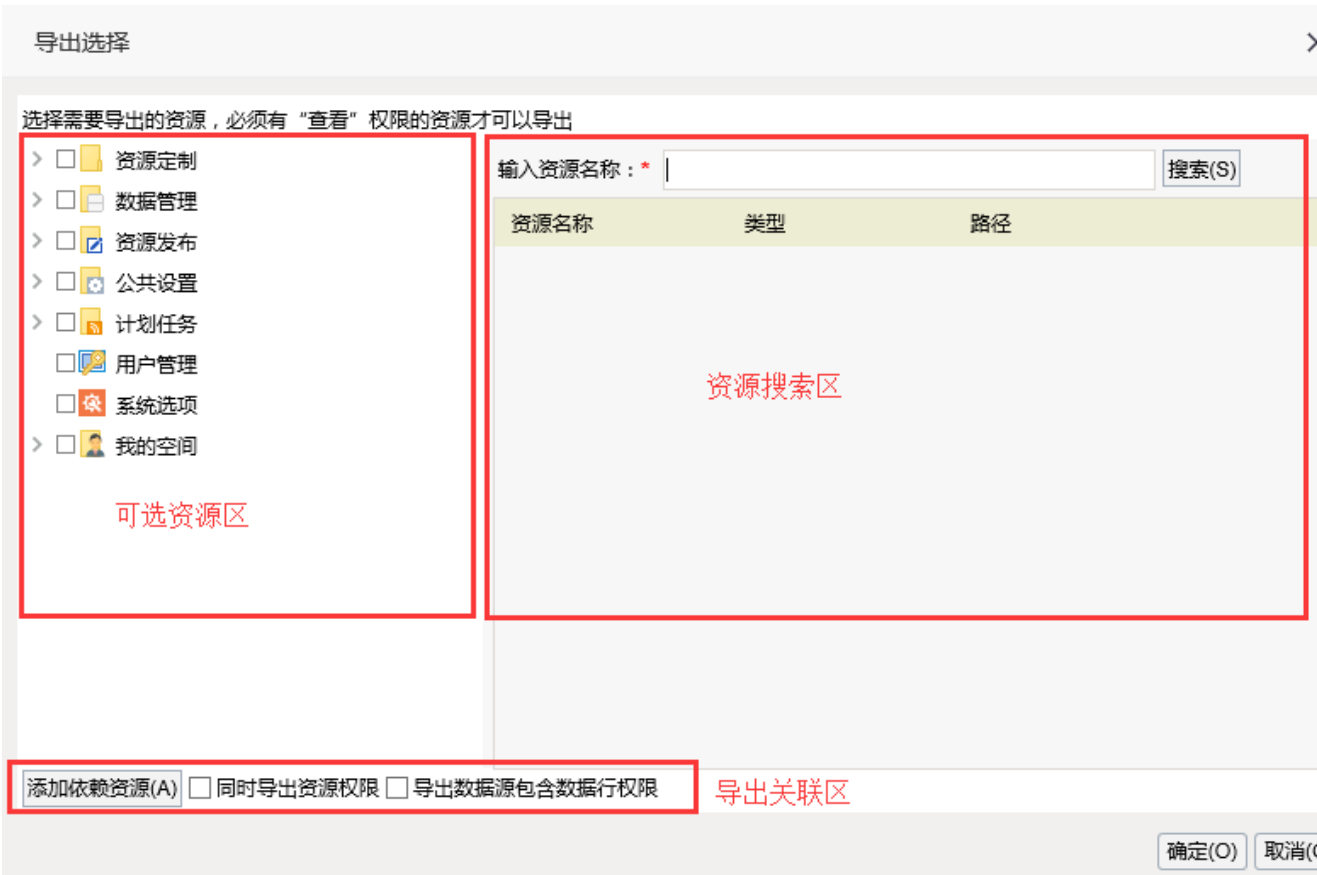 导出选择
选择需要导出的资源，必须有“查看”权限的资源才可以导出
资源定制
数据管理
资源发布
公共设置
计划任务
用户管理
系统选项
我的空间
可选资源区
输入资源名称：* 搜索(S)
资源名称 类型 路径
资源搜索区
添加依赖资源(A) 同时导出资源权限 导出数据源包含数据行权限
导出关联区
确定(O) 取消(